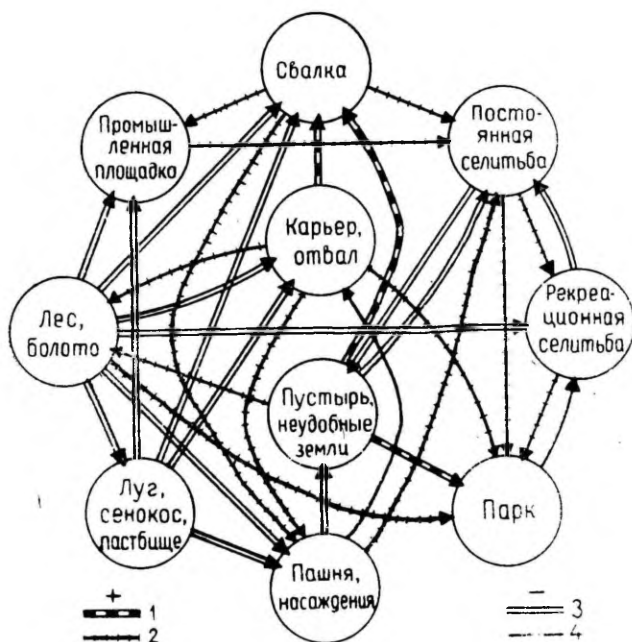 Свалка
Промыш-
ленная
площадка
Посто-
янная
селитьба
Карьер,
отвал
Лес,
болото
Рекреа-
ционная
селитьба
Пустырь,
неудобные
земли
Луг,
сенокос,
пастбище
Парк
Пашня,
насаждения
+
1
2
−
3
4